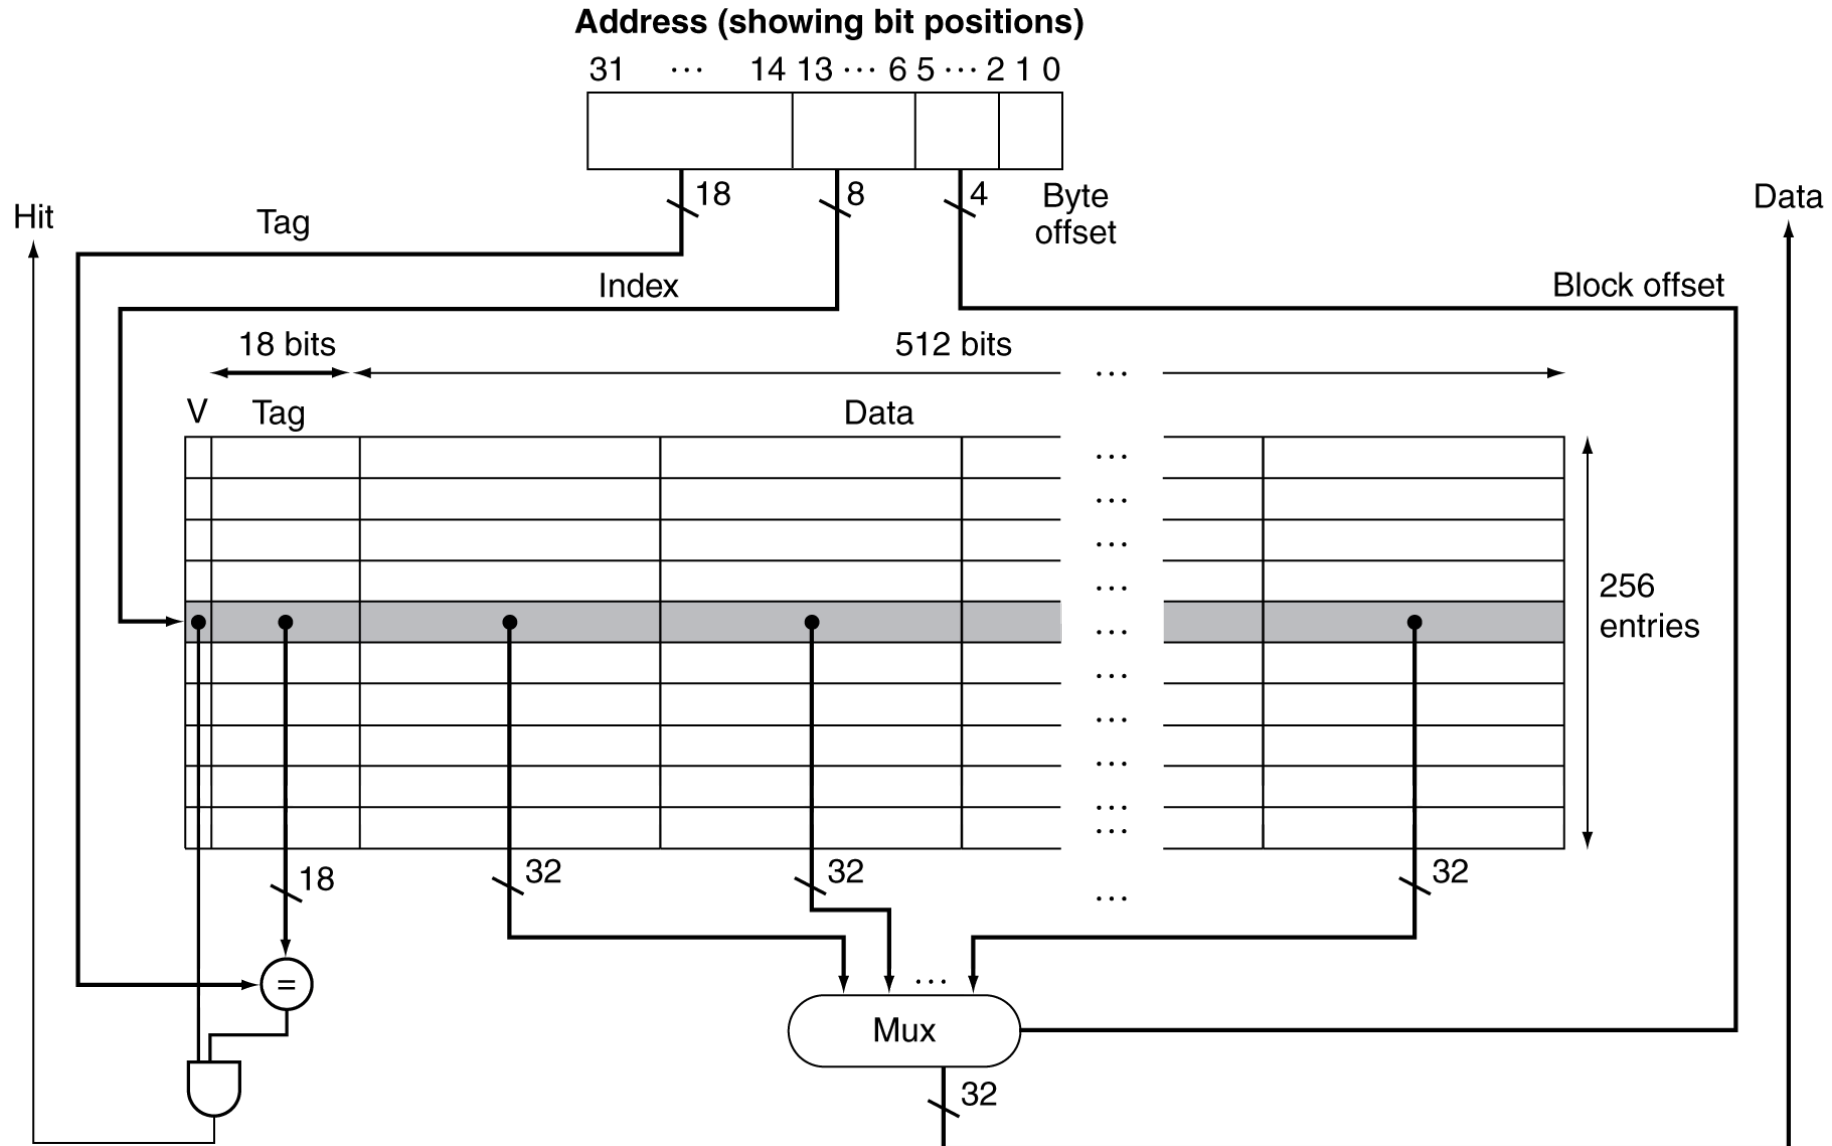 Address (showing bit positions)
31 ... 14 13 ... 6 5 ... 2 1 0
18 8 4 Byte
offset
Hit
Tag
Data
Index
Block offset
18 bits
512 bits
...
V Tag Data
...
...
...
...
256
entries
...
...
...
...
...
...
18
32
32
...
32
=
...
Mux
32